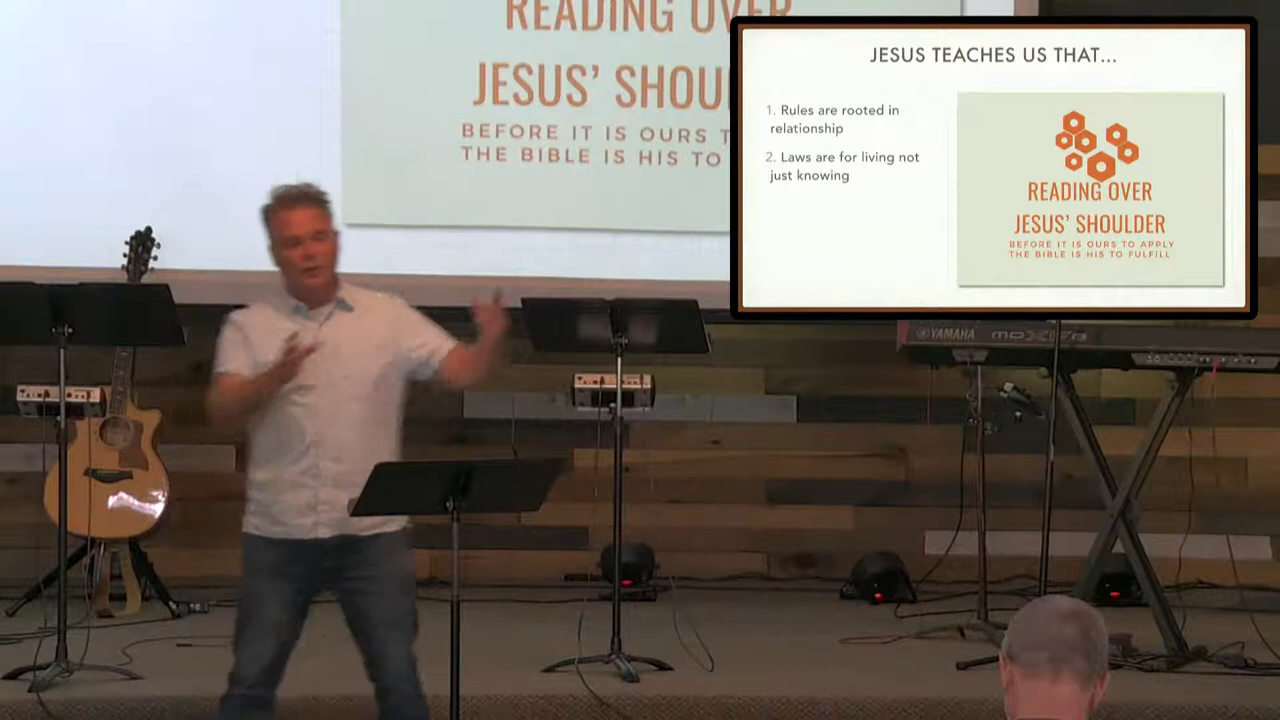 READING OVER
JESUS' SHOU
BEFORE IT IS OURS T
THE BIBLE IS HIS TO
JESUS TEACHES US THAT...
1. Rules are rooted in
relationship
2. Laws are for living not
just knowing
READING OVER
JESUS' SHOULDER
BEFORE IT IS OURS TO APPLY
THE BIBLE IS HIS TO FULFILL
YAMAHA